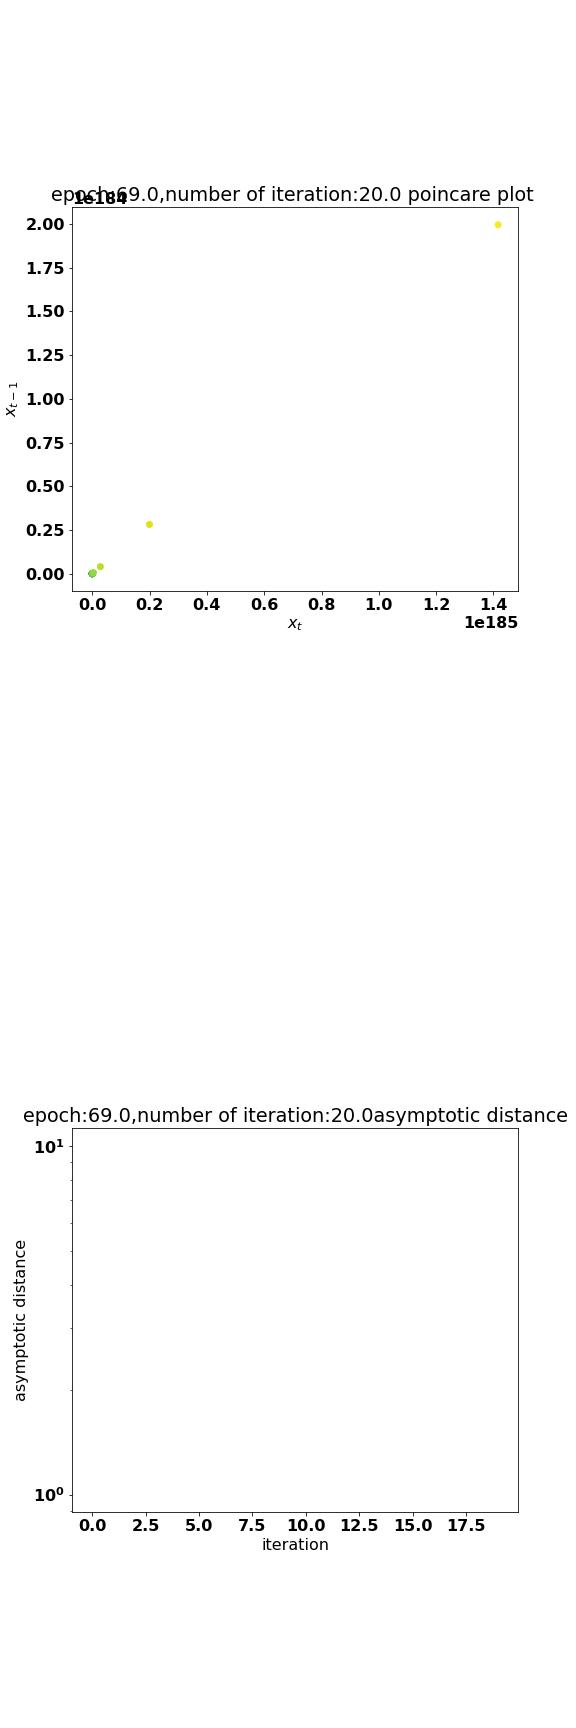 epoch:69.0,number of iteration:20.0 poincare plot
1e184
2.00
1.75
1.50
1.25
1.00
0.75
0.50
0.25
0.00
x_{t-1}
0.0 0.2 0.4 0.6 0.8 1.0 1.2 1.4
x_t
1e185
epoch:69.0,number of iteration:20.0asymptotic distance
10^1
10^0
asymptotic distance
0.0 2.5 5.0 7.5 10.0 12.5 15.0 17.5
iteration